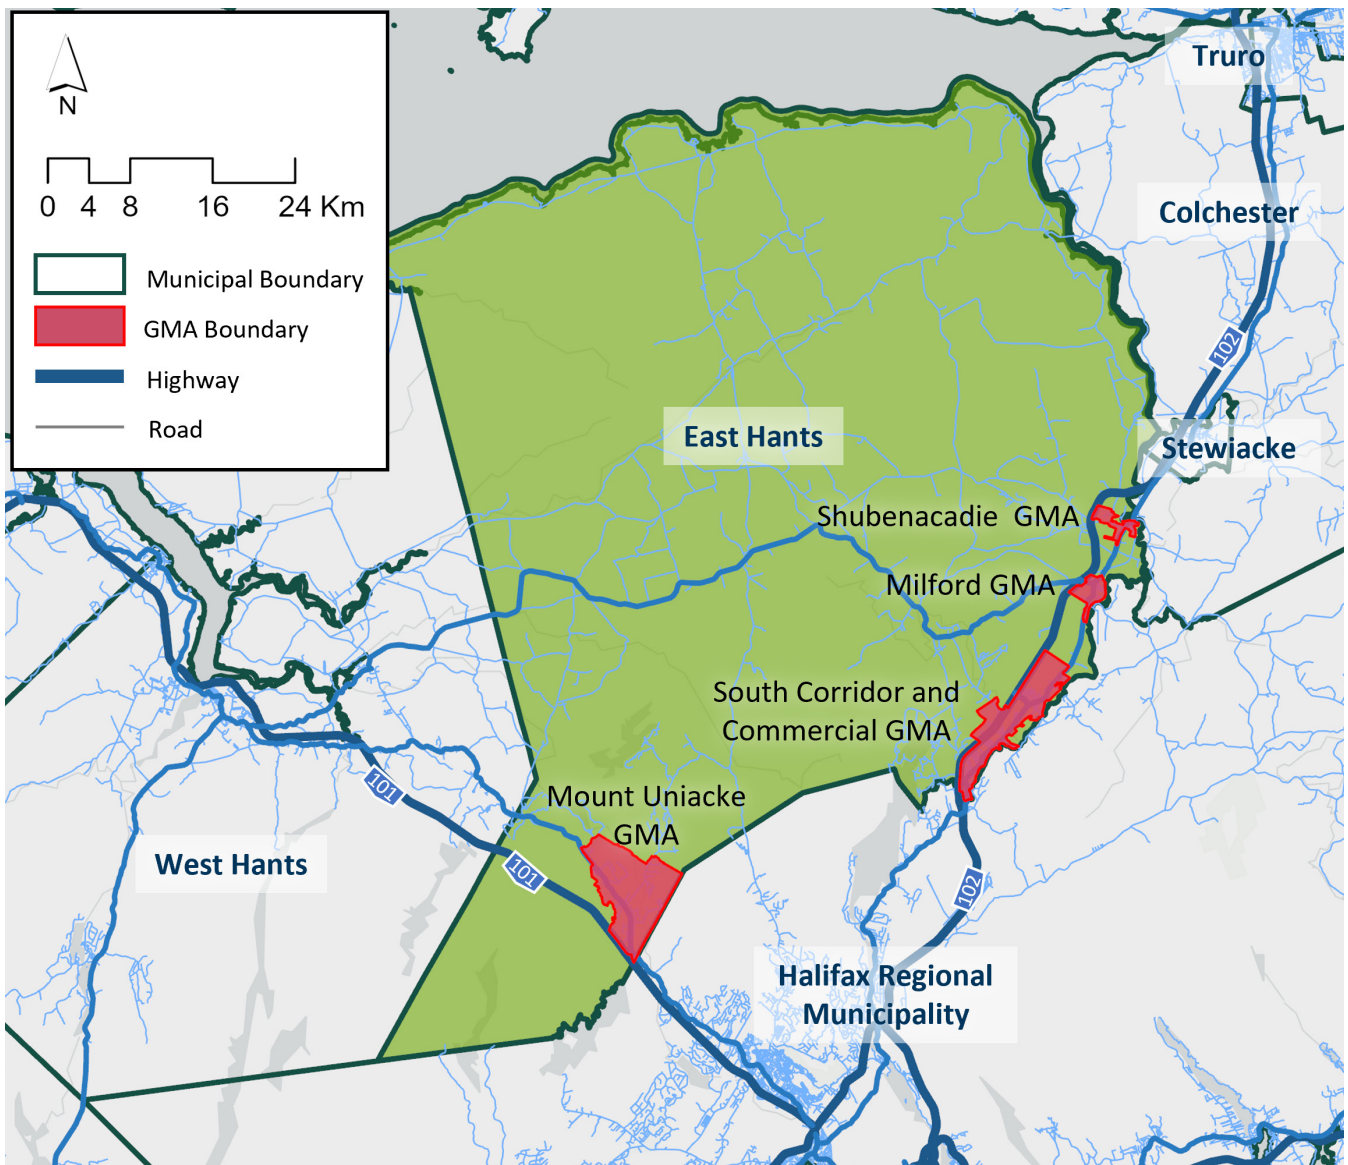 N
0 4 8 16 24 Km
Municipal Boundary
GMA Boundary
Highway
Road
Truro
Colchester
102
East Hants
Stewiacke
Shubenacadie GMA
Milford GMA
South Corridor and
Commercial GMA
101
Mount Uniacke
GMA
West Hants
101
102
Halifax Regional
Municipality